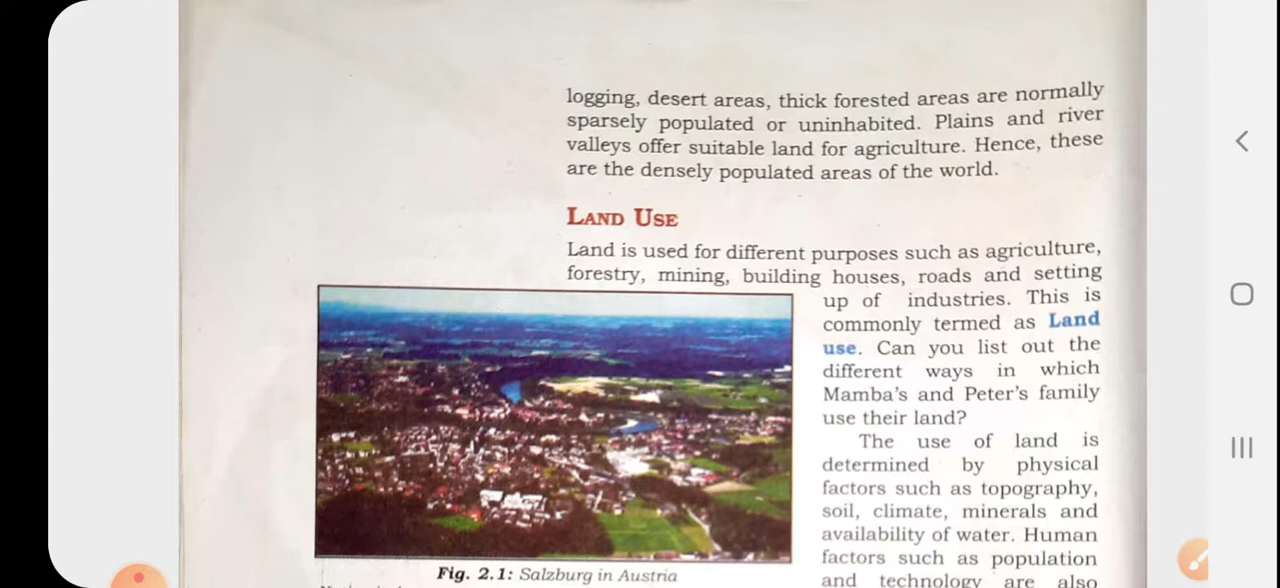 logging, desert areas, thick forested areas are normally
sparsely populated or uninhabited. Plains and river
valleys offer suitable land for agriculture. Hence, these
are the densely populated areas of the world.
LAND USE
Land is used for different purposes such as agriculture,
forestry, mining, building houses, roads and setting
up of industries. This is
commonly termed as Land
use. Can you list out the
different ways in which
Mamba's and Peter's family
use their land?
The use of land is
determined by physical
factors such as topography,
soil, climate, minerals and
availability of water. Human
factors such as population
and technology are also
Fig. 2.1: Salzburg in Austria